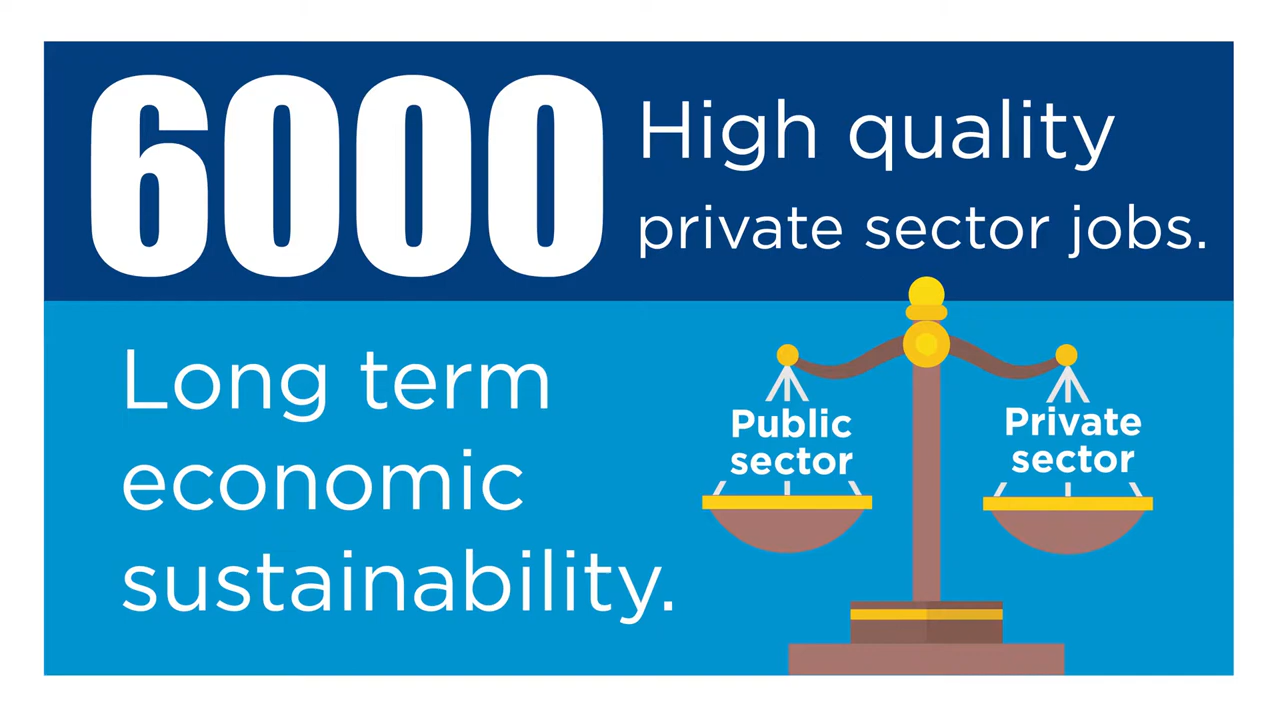 6000 High quality
private sector jobs.
Long term
economic
sustainability.
Public
sector
Private
sector